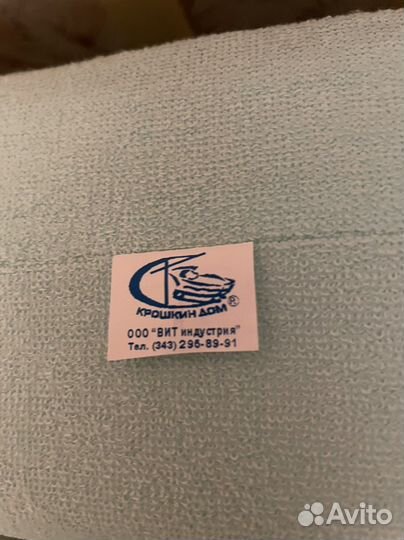 КРОШКИН ДОМ ®
ООО "ВИТ индустрия"
Тел. (343) 295-89-91
Avito